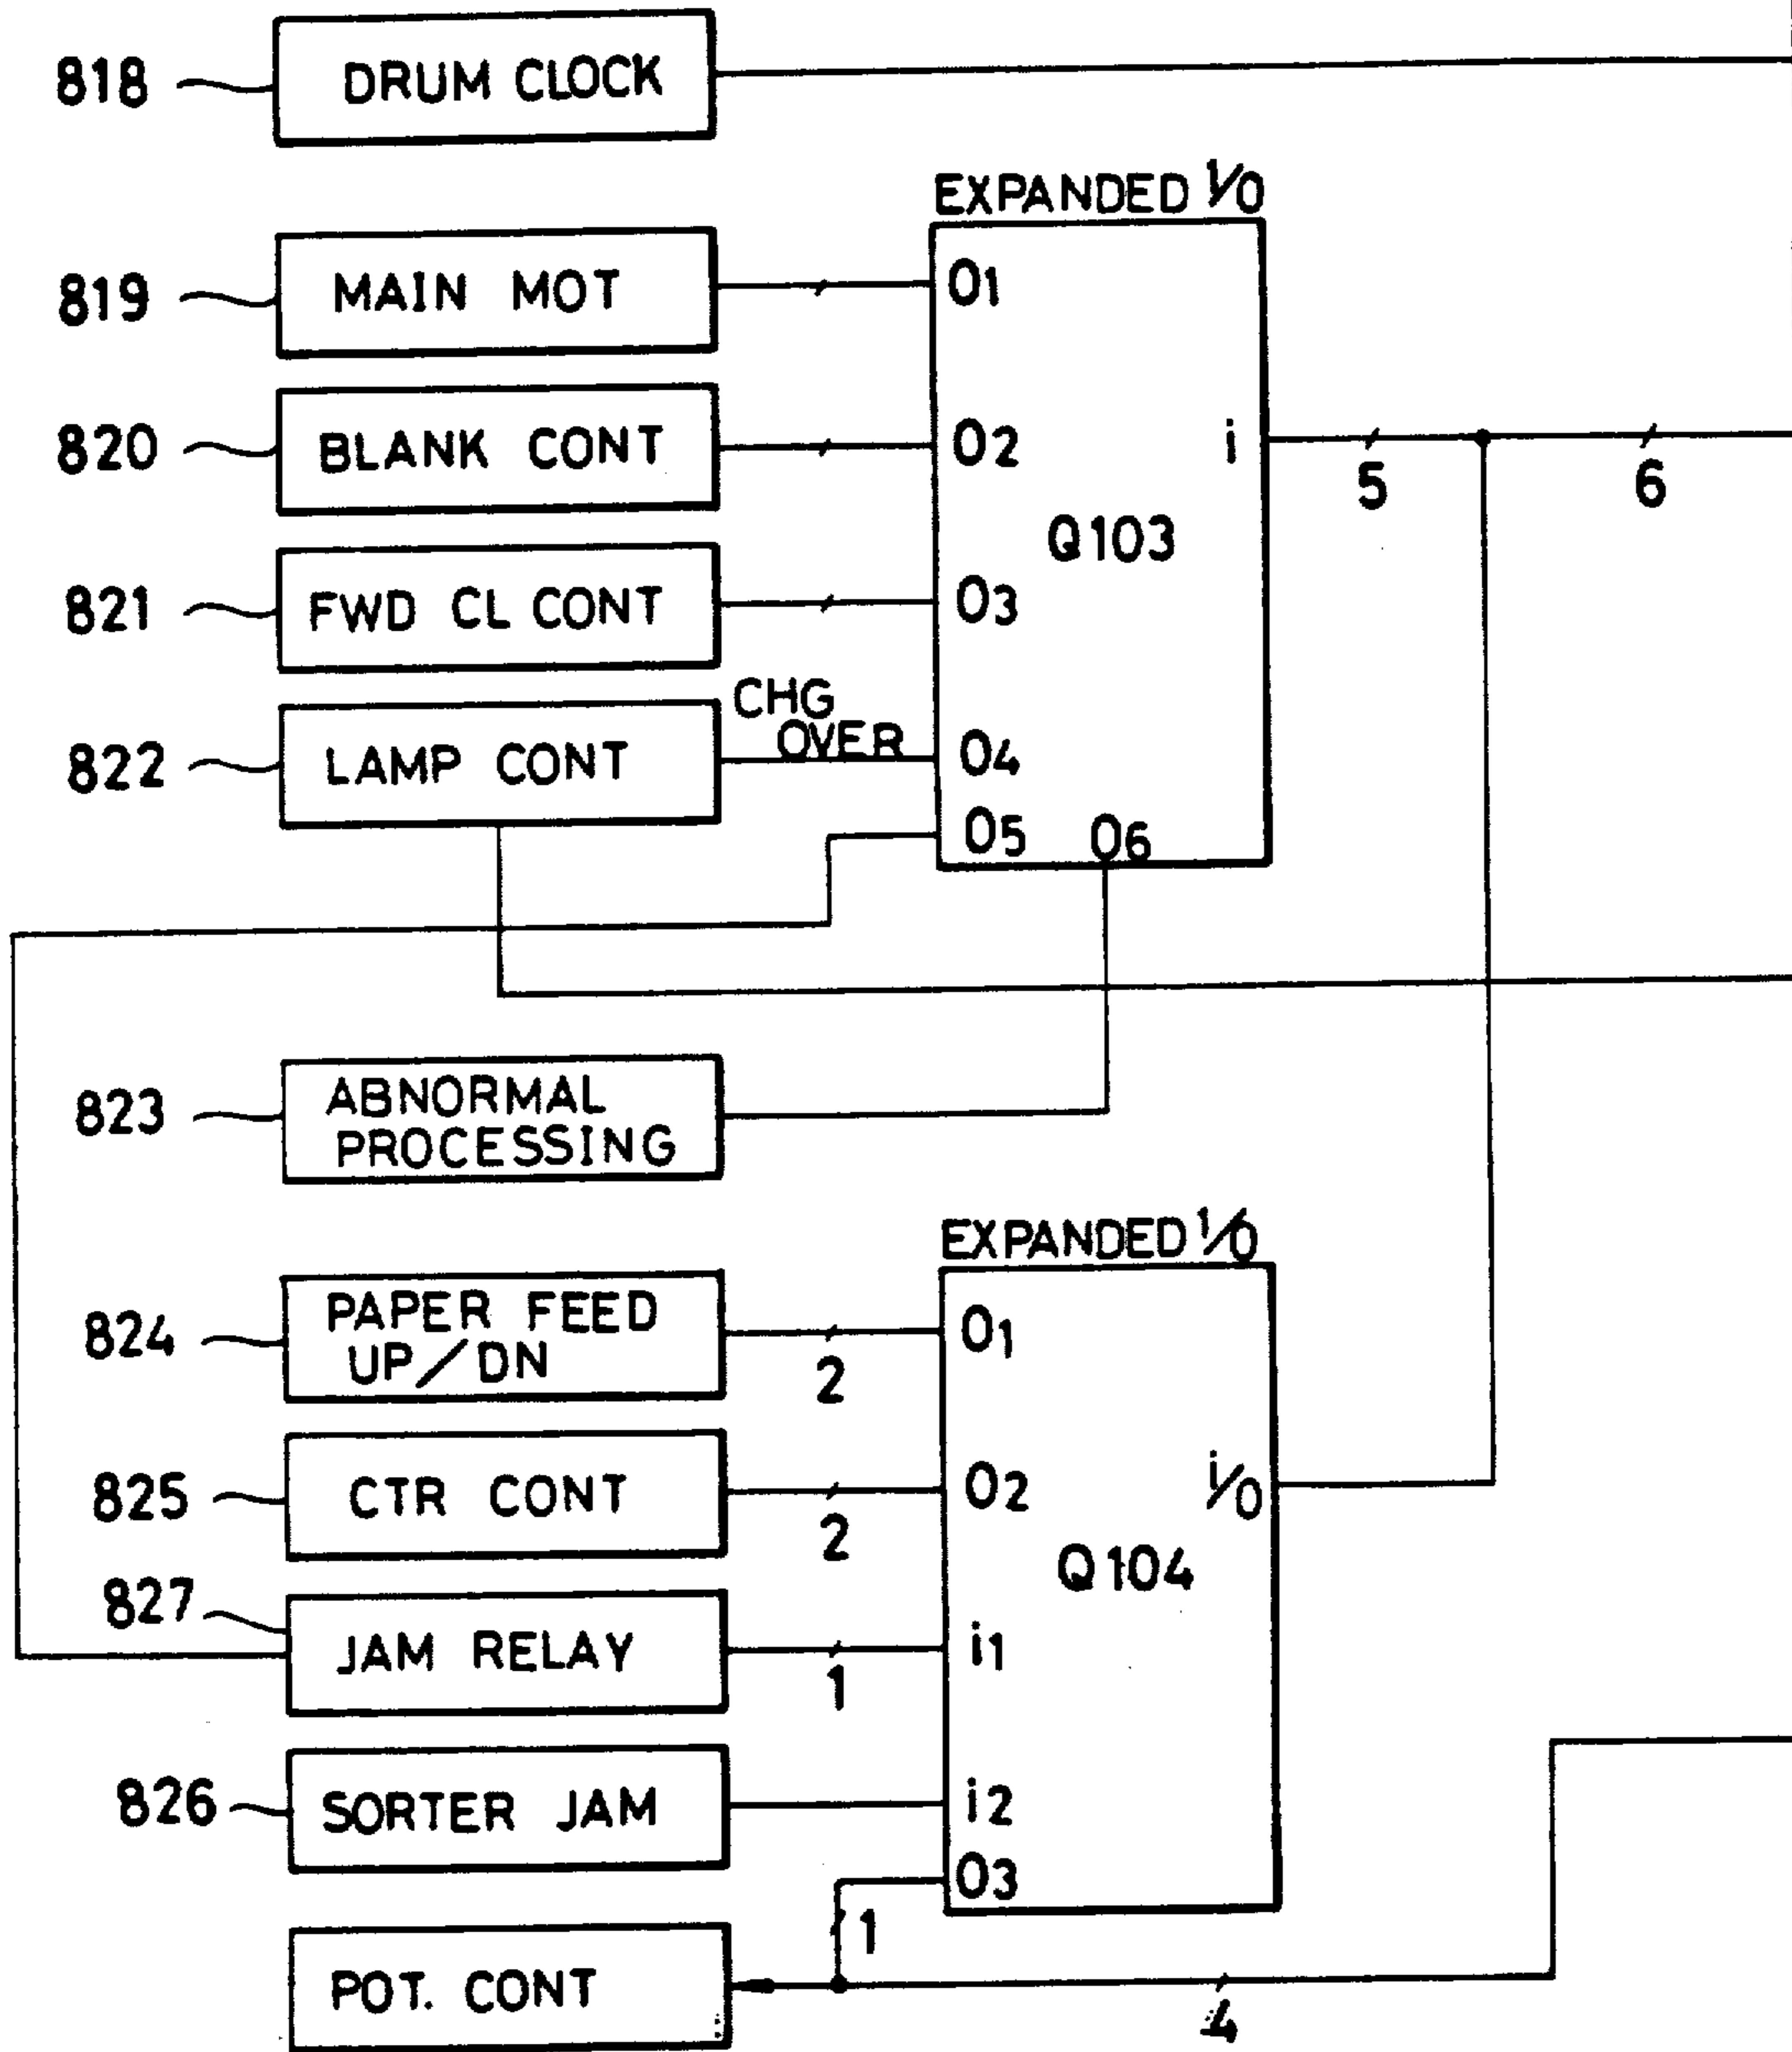 818
DRUM CLOCK
EXPANDED I/O
819
MAIN MOT
O1
820
BLANK CONT
O2
i
5
6
Q103
821
FWD CL CONT
O3
CHG
OVER
822
LAMP CONT
O4
O5
O6
823
ABNORMAL
PROCESSING
EXPANDED I/O
824
PAPER FEED
UP/DN
2
O1
825
CTR CONT
2
O2
i/O
Q104
827
JAM RELAY
1
i1
826
SORTER JAM
i2
O3
1
POT. CONT
4